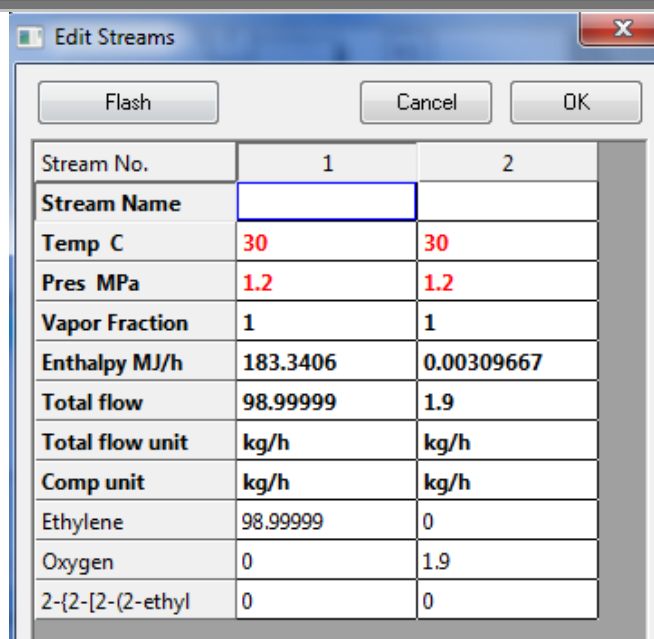 Edit Streams
x
Flash Cancel OK
Stream No. 1 2
Stream Name
Temp C 30 30
Pres MPa 1.2 1.2
Vapor Fraction 1 1
Enthalpy MJ/h 183.3406 0.00309667
Total flow 98.99999 1.9
Total flow unit kg/h kg/h
Comp unit kg/h kg/h
Ethylene 98.99999 0
Oxygen 0 1.9
2-{2-[2-(2-ethyl 0 0